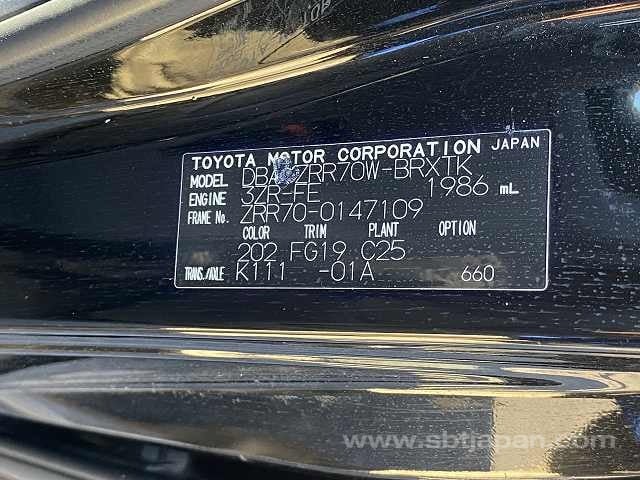 TOYOTA MOTOR CORPORATION JAPAN
MODEL DBA-ZRR70W-BRXTK
ENGINE 3ZR-FE 1986 mL
FRAME No. ZRR70-0147109
COLOR TRIM PLANT OPTION
202 FG19 C25
TRANS./AXLE K111 -01A 660
www.sbtjapan.com